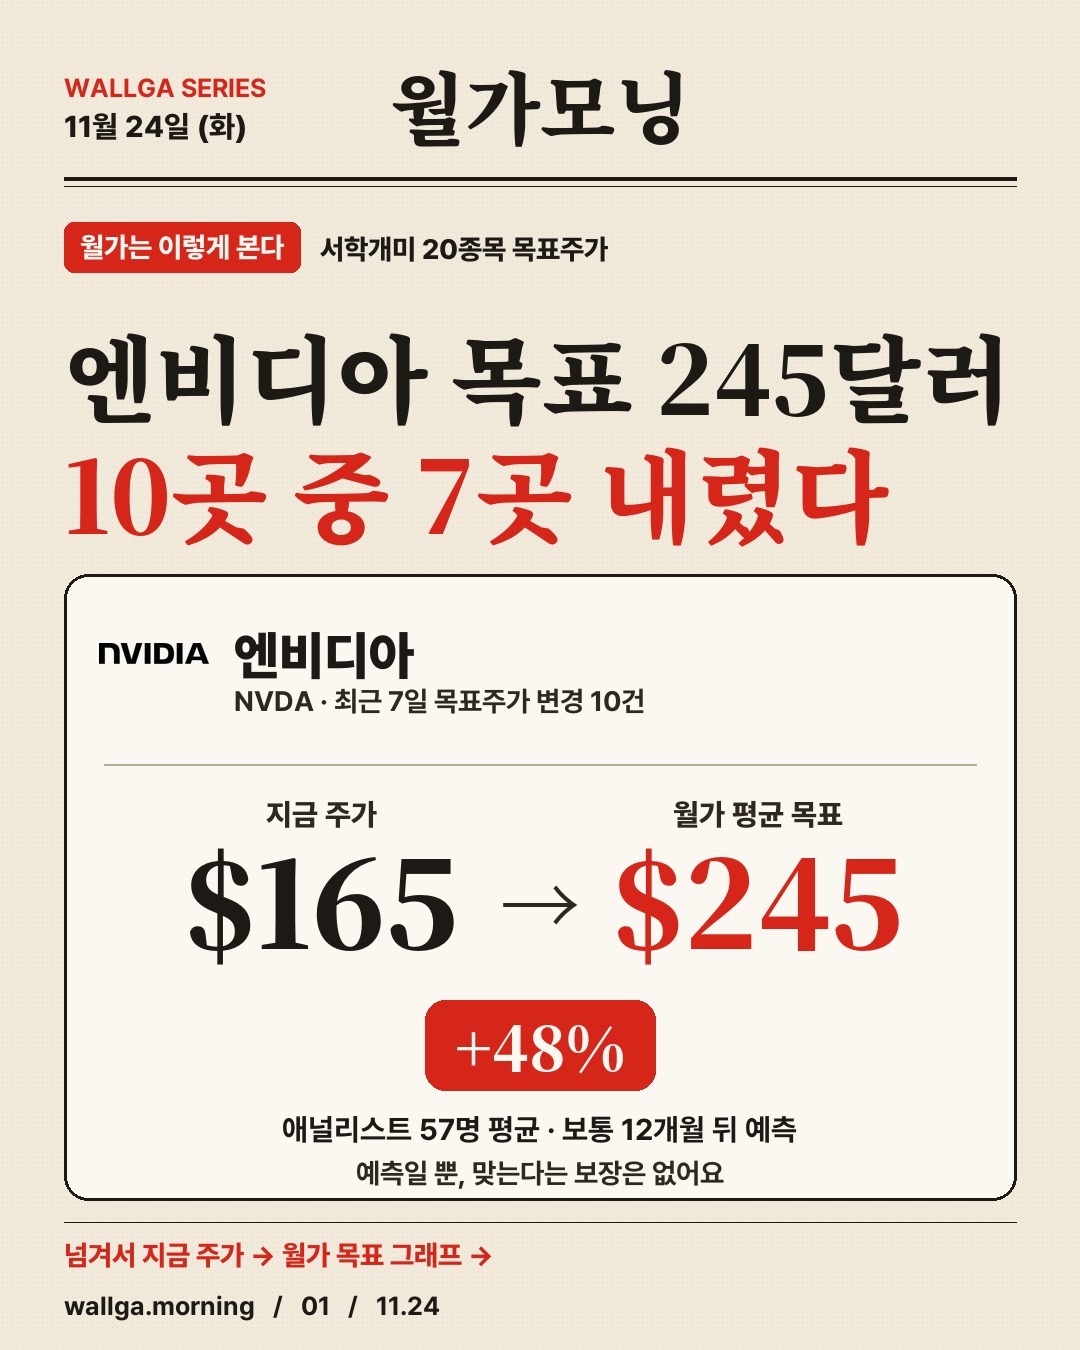 WALLGA SERIES
11월 24일 (화)
월가모닝
월가는 이렇게 본다
서학개미 20종목 목표주가
엔비디아 목표 245달러
10곳 중 7곳 내렸다
NVIDIA
엔비디아
NVDA · 최근 7일 목표주가 변경 10건
지금 주가
월가 평균 목표
$165 → $245
+48%
애널리스트 57명 평균 · 보통 12개월 뒤 예측
예측일 뿐, 맞는다는 보장은 없어요
넘겨서 지금 주가 → 월가 목표 그래프 →
wallga.morning / 01 / 11.24